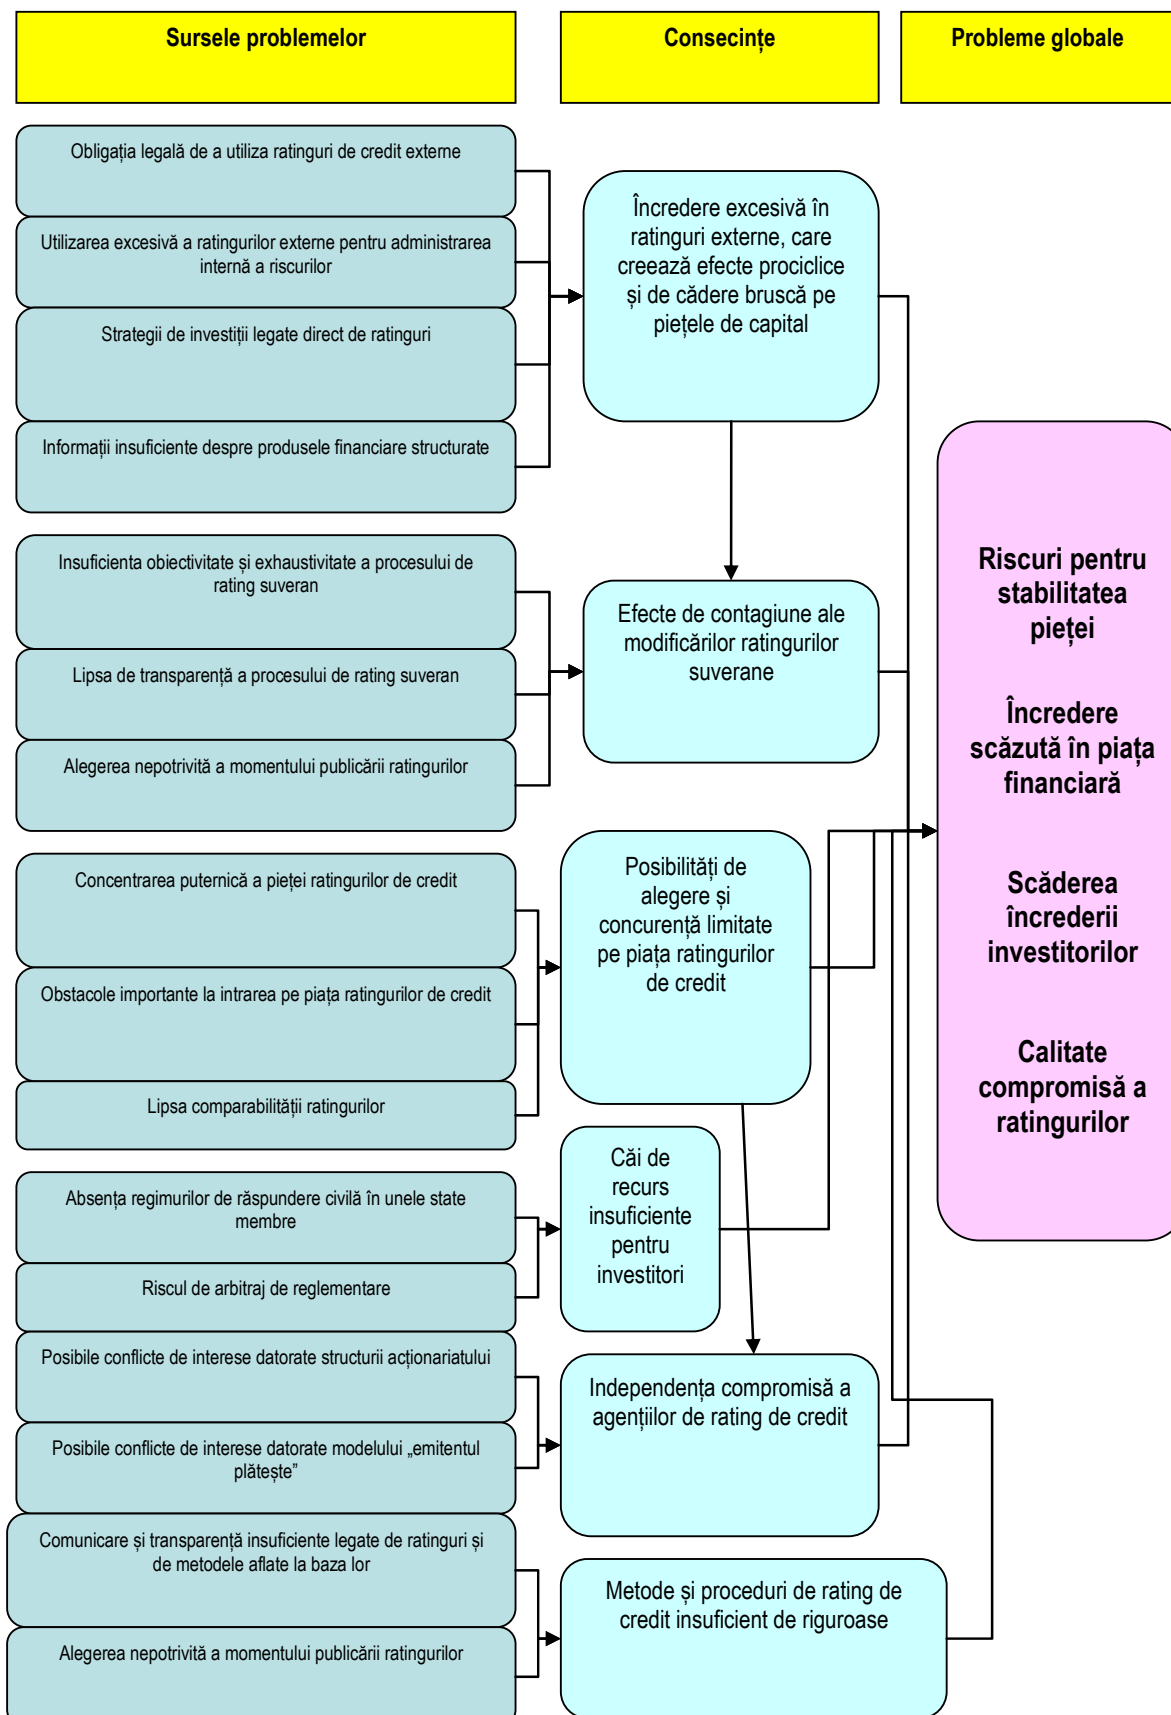 Sursele problemelor
Consecințe
Probleme globale
Obligația legală de a utiliza ratinguri de credit externe
Utilizarea excesivă a ratingurilor externe pentru administrarea
internă a riscurilor
Strategii de investiții legate direct de ratinguri
Informații insuficiente despre produsele financiare structurate
Încredere excesivă în
ratinguri externe, care
creează efecte prociclice
și de cădere bruscă pe
piețele de capital
Insuficienta obiectivitate și exhaustivitate a procesului de
rating suveran
Lipsa de transparență a procesului de rating suveran
Alegerea nepotrivită a momentului publicării ratingurilor
Efecte de contagiune ale
modificărilor ratingurilor
suverane
Concentrarea puternică a pieței ratingurilor de credit
Obstacole importante la intrarea pe piața ratingurilor de credit
Lipsa comparabilității ratingurilor
Posibilități de
alegere și
concurență limitate
pe piața ratingurilor
de credit
Absența regimurilor de răspundere civilă în unele state
membre
Riscul de arbitraj de reglementare
Căi de
recurs
insuficiente
pentru
investitori
Posibile conflicte de interese datorate structurii acționariatului
Posibile conflicte de interese datorate modelului „emitentul
plătește”
Independența compromisă a
agențiilor de rating de credit
Comunicare și transparență insuficiente legate de ratinguri și
de metodele aflate la baza lor
Alegerea nepotrivită a momentului publicării ratingurilor
Metode și proceduri de rating de
credit insuficient de riguroase
Riscuri pentru
stabilitatea
pieței
Încredere
scăzută în piața
financiară
Scăderea
încrederii
investitorilor
Calitate
compromisă a
ratingurilor